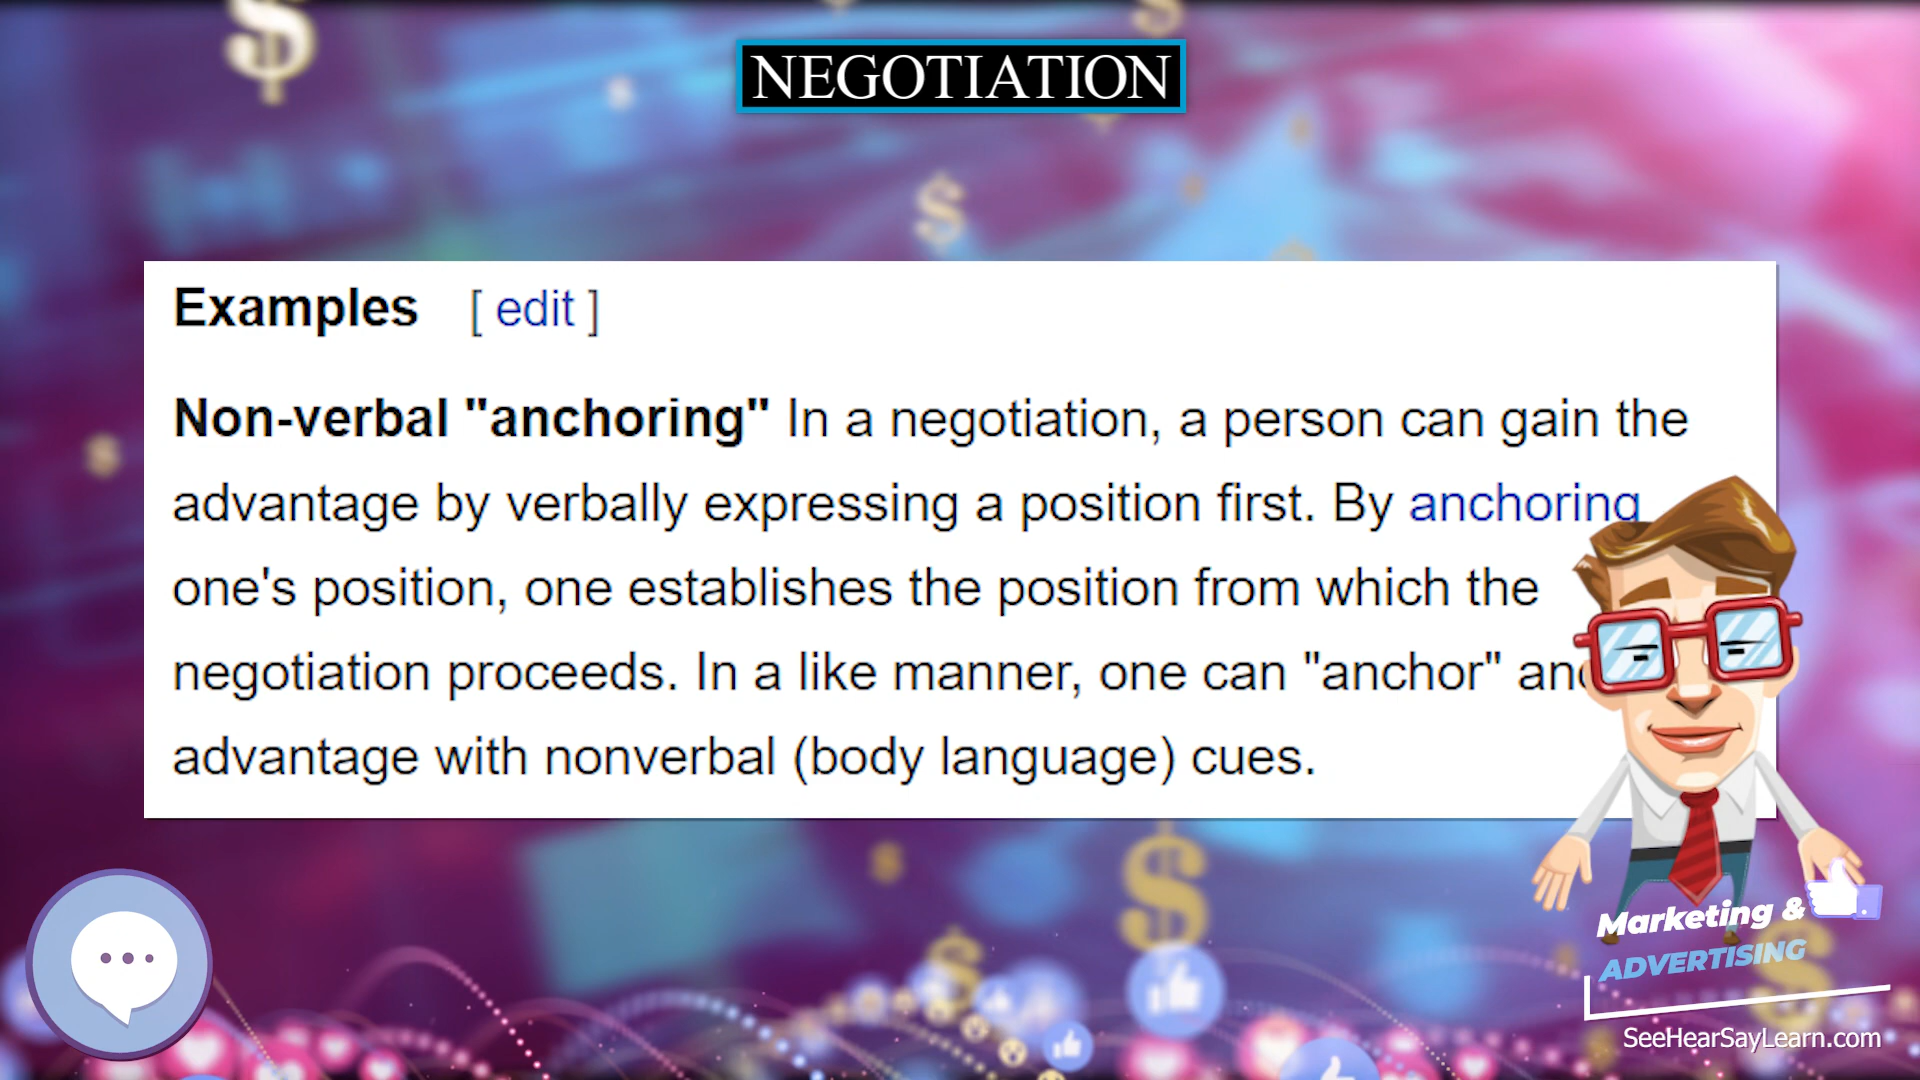 NEGOTIATION
Examples [ edit ]
Non-verbal "anchoring" In a negotiation, a person can gain the
advantage by verbally expressing a position first. By anchoring
one's position, one establishes the position from which the
negotiation proceeds. In a like manner, one can "anchor"
advantage with nonverbal (body language) cues.
Marketing &
ADVERTISING
SeeHearSayLearn.com